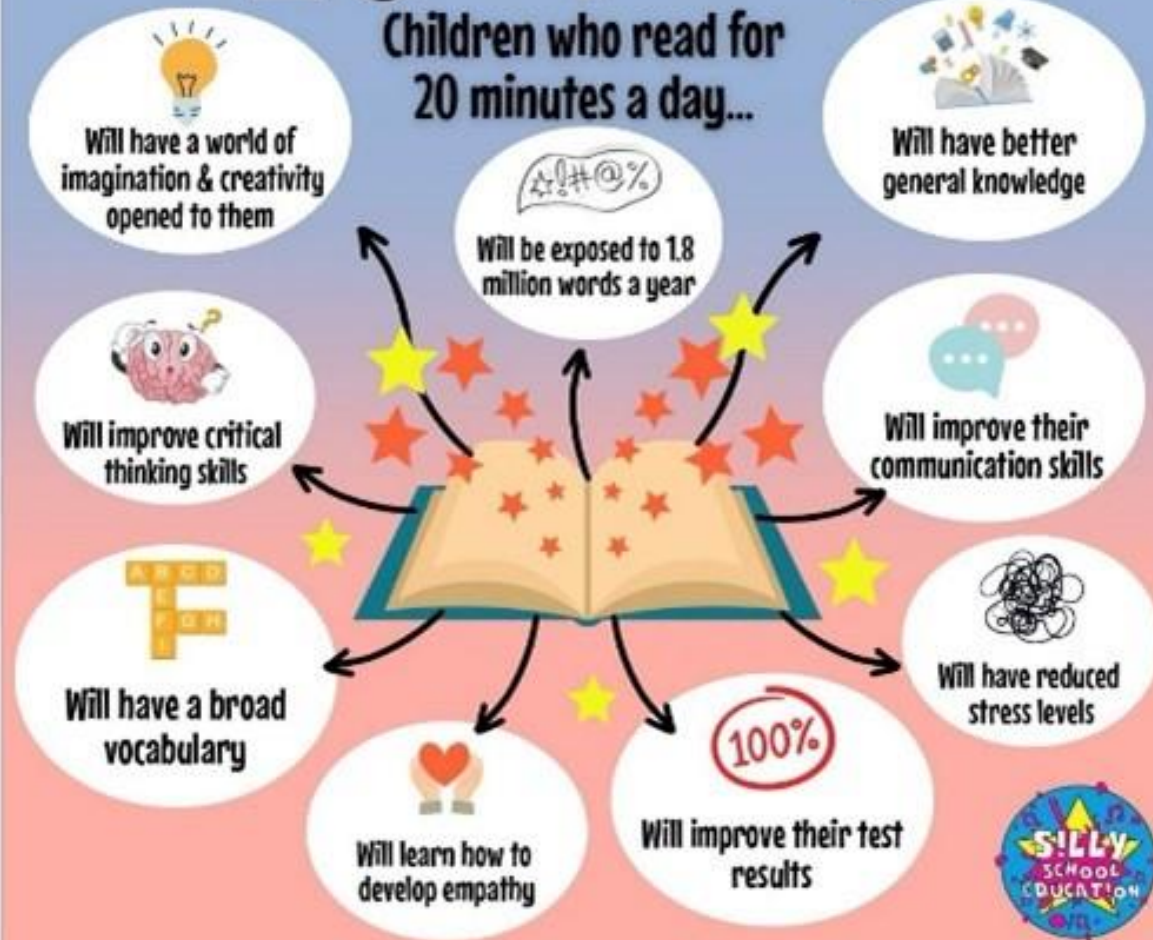 Children who read for
20 minutes a day...
Will have a world of
imagination & creativity
opened to them
☆!#@%
Will be exposed to 1.8
million words a year
Will have better
general knowledge
Will improve critical
thinking skills
?
Will improve their
communication skills
A B C D
E
F G H
I
Will have a broad
vocabulary
Will have reduced
stress levels
Will learn how to
develop empathy
100%
Will improve their test
results
S!LLY
SCHOOL
EDUCAT!ON